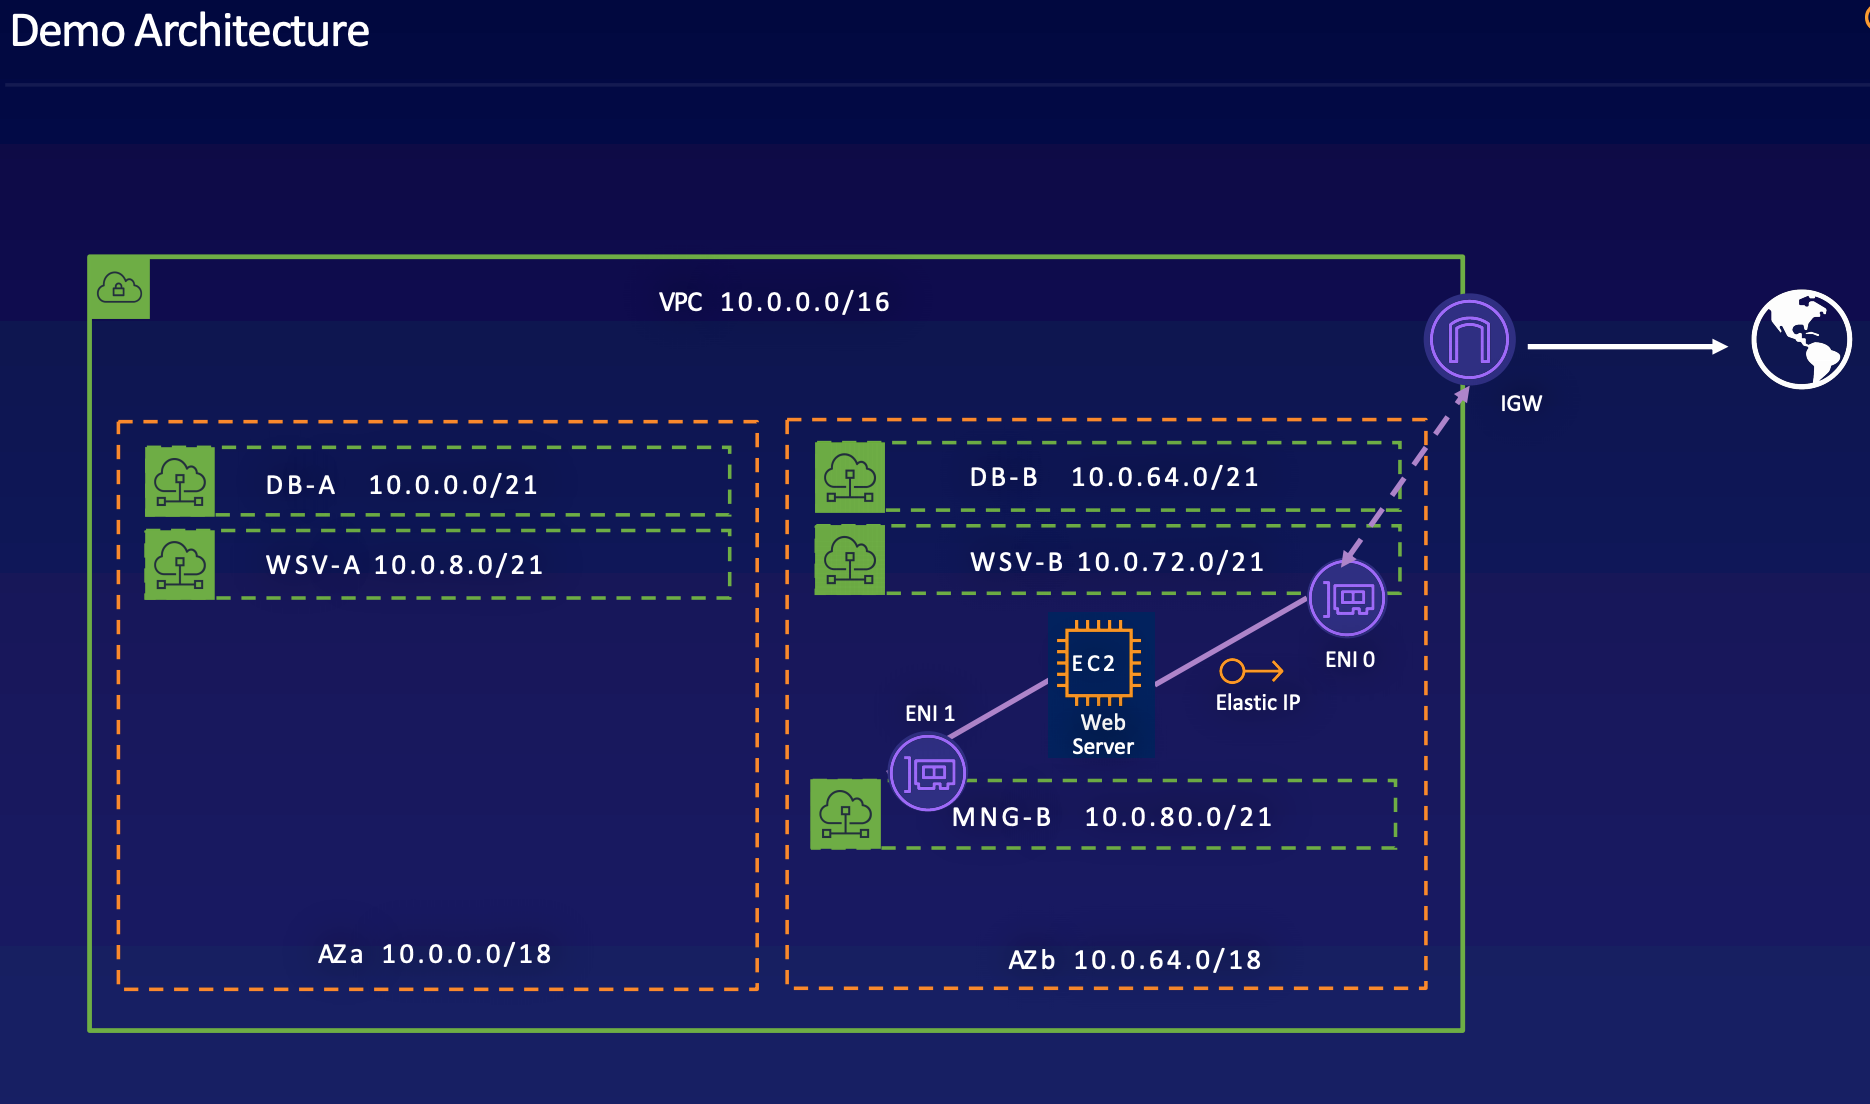 Demo Architecture
VPC 10.0.0.0/16
IGW
DB-A 10.0.0.0/21
WSV-A 10.0.8.0/21
AZa 10.0.0.0/18
DB-B 10.0.64.0/21
WSV-B 10.0.72.0/21
ENI 0
EC2
Elastic IP
Web
Server
ENI 1
MNG-B 10.0.80.0/21
AZb 10.0.64.0/18